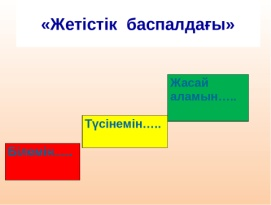 «Жетістік баспалдағы»
Жасай
аламын…..
Түсінемін…..